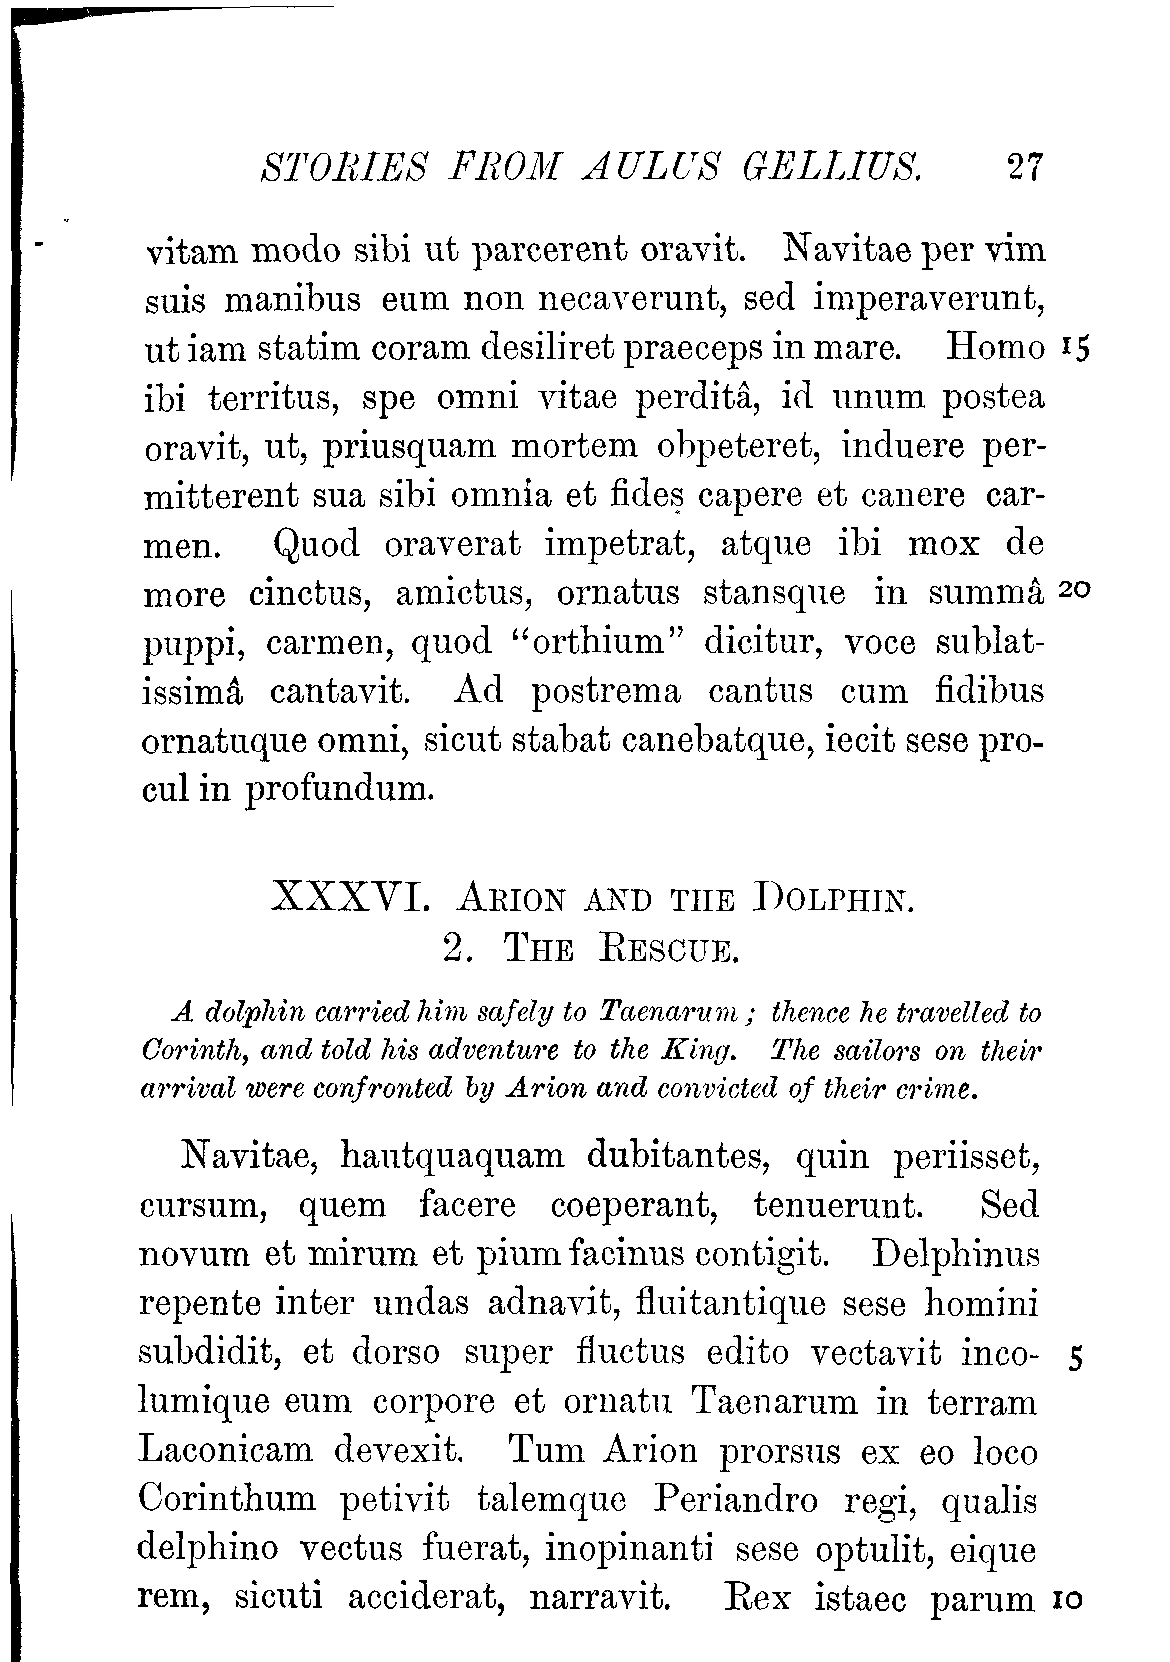 STORIES FROM AULUS GELLIUS. 27
vitam modo sibi ut parcerent oravit. Navitae per vim
suis manibus eum non necaverunt, sed imperaverunt,
ut iam statim coram desiliret praeceps in mare. Homo 15
ibi territus, spe omni vitae perditâ, id unum postea
oravit, ut, priusquam mortem obpeteret, induere per-
mitterent sua sibi omnia et fides capere et canere car-
men. Quod oraverat impetrat, atque ibi mox de
more cinctus, amictus, ornatus stansque in summâ 20
puppi, carmen, quod “orthium” dicitur, voce sublat-
issimâ cantavit. Ad postrema cantus cum fidibus
ornatuque omni, sicut stabat canebatque, iecit sese pro-
cul in profundum.
XXXVI. ARION AND THE DOLPHIN.
2. THE RESCUE.
A dolphin carried him safely to Taenarum; thence he travelled to
Corinth, and told his adventure to the King. The sailors on their
arrival were confronted by Arion and convicted of their crime.
Navitae, hautquaquam dubitantes, quin periisset,
cursum, quem facere coeperant, tenuerunt. Sed
novum et mirum et pium facinus contigit. Delphinus
repente inter undas adnavit, fluitantique sese homini
subdidit, et dorso super fluctus edito vectavit inco- 5
lumique eum corpore et ornatu Taenarum in terram
Laconicam devexit. Tum Arion prorsus ex eo loco
Corinthum petivit talemque Periandro regi, qualis
delphino vectus fuerat, inopinanti sese optulit, eique
rem, sicuti acciderat, narravit. Rex istaec parum 10